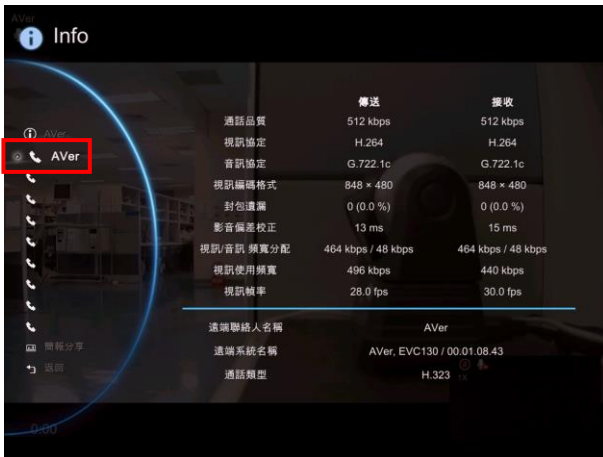 AVer
Info
傳送 接收
通話品質 512 kbps 512 kbps
視訊協定 H.264 H.264
音訊協定 G.722.1c G.722.1c
視訊編碼格式 848 × 480 848 × 480
封包遺漏 0 (0.0 %) 0 (0.0 %)
影音偏差校正 13 ms 15 ms
視訊/音訊 頻寬分配 464 kbps / 48 kbps 464 kbps / 48 kbps
視訊使用頻寬 496 kbps 440 kbps
視訊幀率 28.0 fps 30.0 fps
遠端聯絡人名稱 AVer
遠端系統名稱 AVer, EVC130 / 00.01.08.43
通話類型 H.323
1X
AVer
AVer
簡報分享
返回
0:00